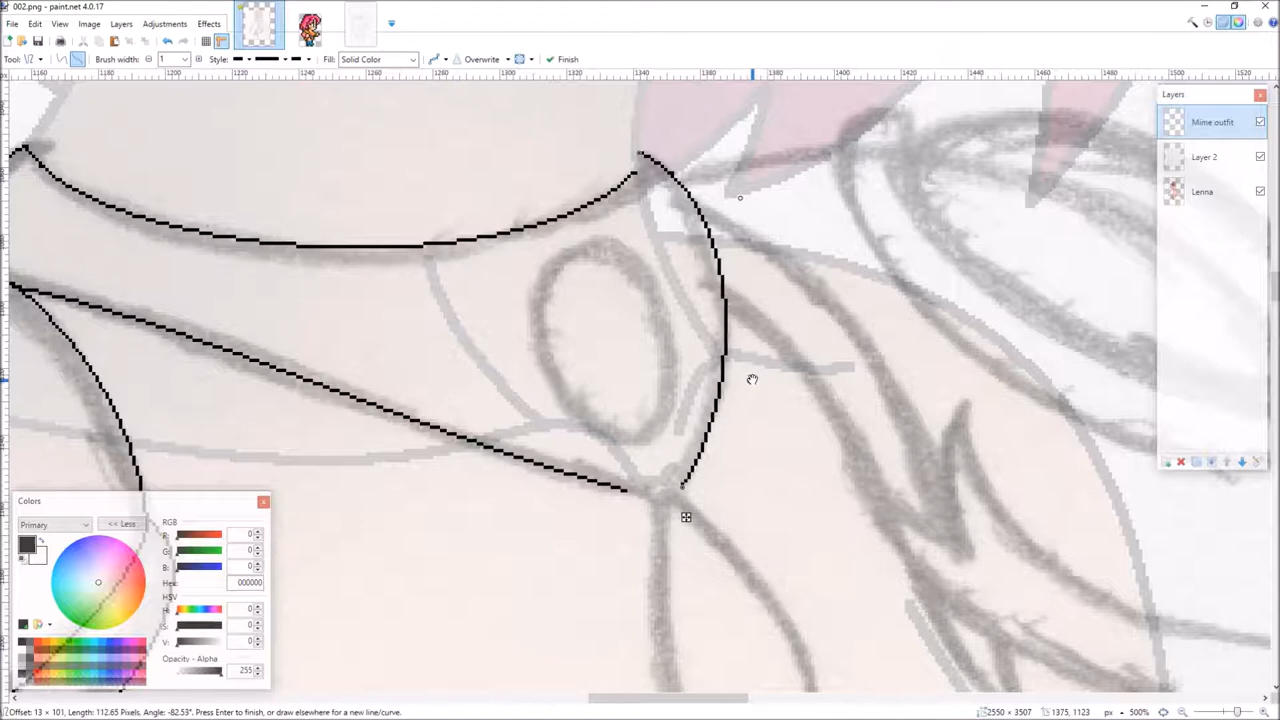 002.png - paint.net 4.0.17
File Edit View Image Layers Adjustments Effects
Tool: Brush width: 1 Style: Fill: Solid Color Overwrite Finish
px 1160 1180 1200 1220 1240 1260 1280 1300 1320 1340 1360 1380 1400 1420 1440 1460 1480 1500 1520
Layers
Mime outfit
Layer 2
Lenna
Colors
Primary
<< Less
RGB
R: 0
G: 0
B: 0
Hex: 000000
HSV
H: 0
S: 0
V: 0
Opacity - Alpha
255
Offset: 13 × 101, Length: 112.65 Pixels, Angle: -82.53°. Press Enter to finish, or draw elsewhere for a new line/curve.
2550 × 3507 1375, 1123 px 500%